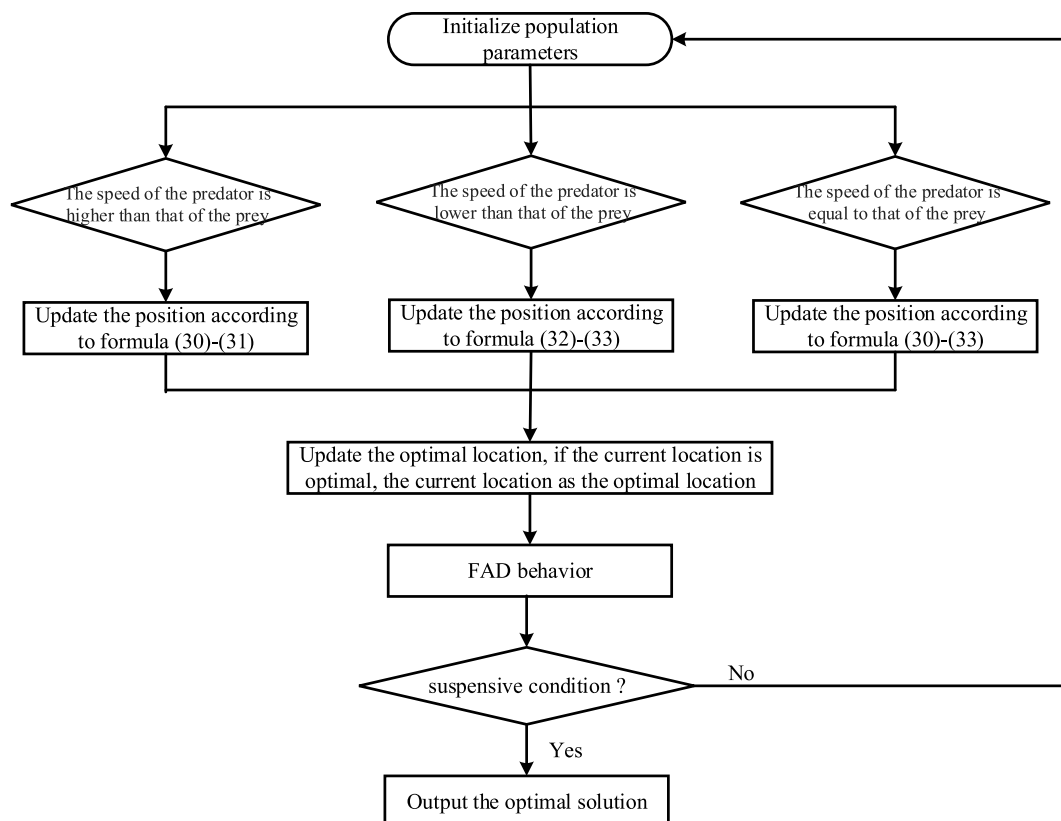 Initialize population
parameters
The speed of the predator is
higher than that of the prey
The speed of the predator is
lower than that of the prey
The speed of the predator is
equal to that of the prey
Update the position according
to formula (30)-(31)
Update the position according
to formula (32)-(33)
Update the position according
to formula (30)-(33)
Update the optimal location, if the current location is
optimal, the current location as the optimal location
FAD behavior
suspensive condition ?
No
Yes
Output the optimal solution